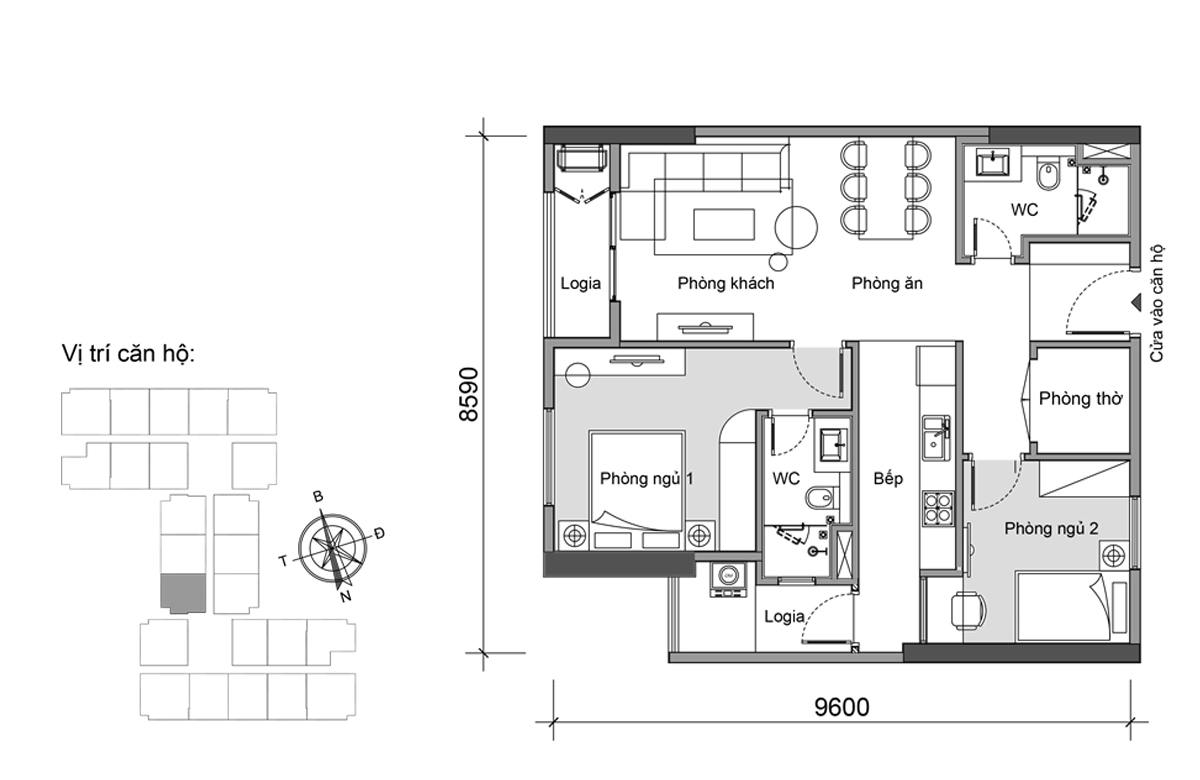 WC
Cửa vào căn hộ
Logia
Phòng khách
Phòng ăn
Vị trí căn hộ:
8590
Phòng thờ
Phòng ngủ 1
WC
Bếp
B
Đ
T
N
Phòng ngủ 2
Logia
9600